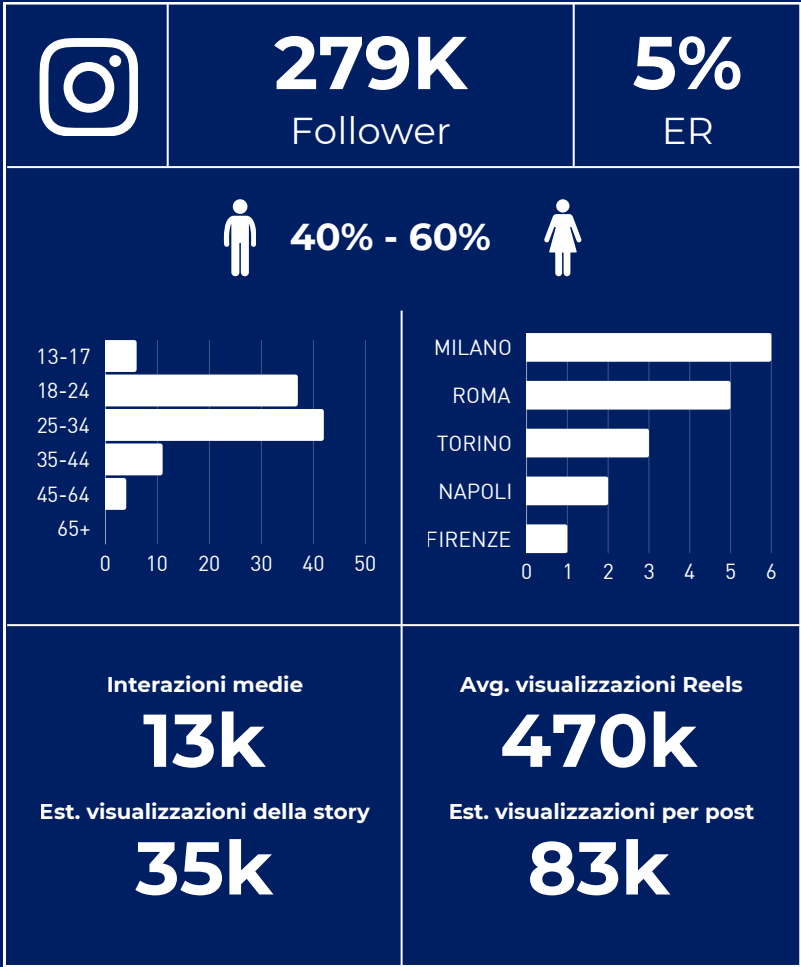 279K
Follower
5%
ER
40% - 60%
13-17
18-24
25-34
35-44
45-64
65+
0 10 20 30 40 50
MILANO
ROMA
TORINO
NAPOLI
FIRENZE
0 1 2 3 4 5 6
Interazioni medie
13k
Est. visualizzazioni della story
35k
Avg. visualizzazioni Reels
470k
Est. visualizzazioni per post
83k